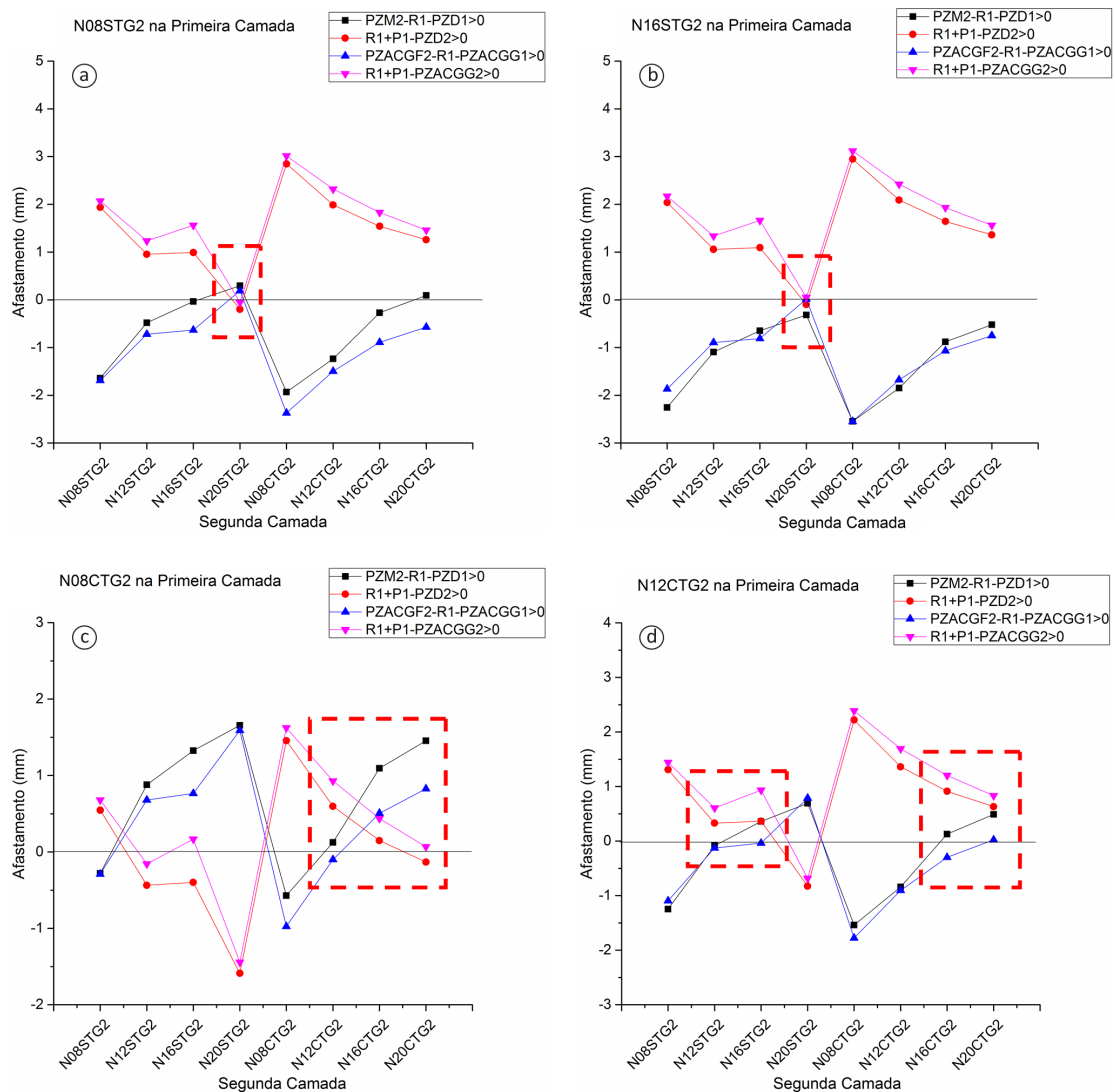 N08STG2 na Primeira Camada
PZM2-R1-PZD1>0
R1+P1-PZD2>0
PZACGF2-R1-PZACGG1>0
R1+P1-PZACGG2>0
a
5
4
3
2
1
0
-1
-2
-3
Afastamento (mm)
N08STG2
N12STG2
N16STG2
N20STG2
N08CTG2
N12CTG2
N16CTG2
N20CTG2
Segunda Camada
N16STG2 na Primeira Camada
PZM2-R1-PZD1>0
R1+P1-PZD2>0
PZACGF2-R1-PZACGG1>0
R1+P1-PZACGG2>0
b
5
4
3
2
1
0
-1
-2
-3
Afastamento (mm)
N08STG2
N12STG2
N16STG2
N20STG2
N08CTG2
N12CTG2
N16CTG2
N20CTG2
Segunda Camada
N08CTG2 na Primeira Camada
PZM2-R1-PZD1>0
R1+P1-PZD2>0
PZACGF2-R1-PZACGG1>0
R1+P1-PZACGG2>0
c
3
2
1
0
-1
-2
Afastamento (mm)
N08STG2
N12STG2
N16STG2
N20STG2
N08CTG2
N12CTG2
N16CTG2
N20CTG2
Segunda Camada
N12CTG2 na Primeira Camada
PZM2-R1-PZD1>0
R1+P1-PZD2>0
PZACGF2-R1-PZACGG1>0
R1+P1-PZACGG2>0
d
4
3
2
1
0
-1
-2
-3
Afastamento (mm)
N08STG2
N12STG2
N16STG2
N20STG2
N08CTG2
N12CTG2
N16CTG2
N20CTG2
Segunda Camada